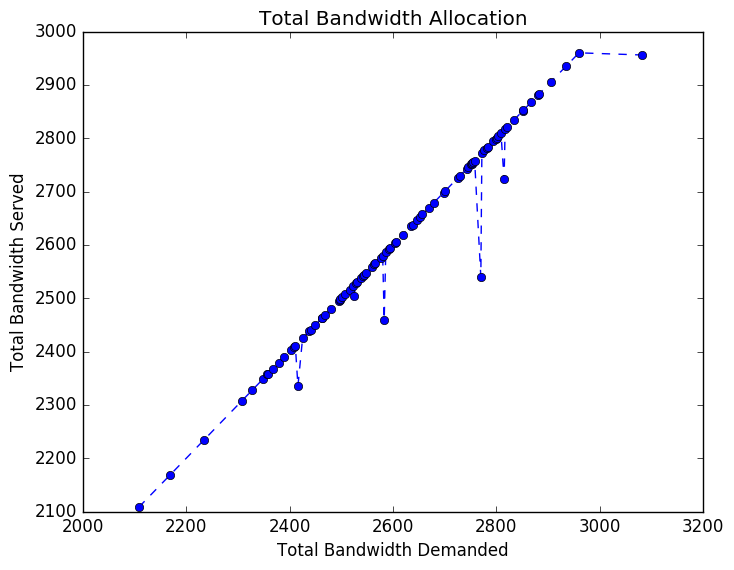 Total Bandwidth Allocation
3000
2900
2800
2700
2600
2500
2400
2300
2200
2100
Total Bandwidth Served
2000 2200 2400 2600 2800 3000 3200
Total Bandwidth Demanded